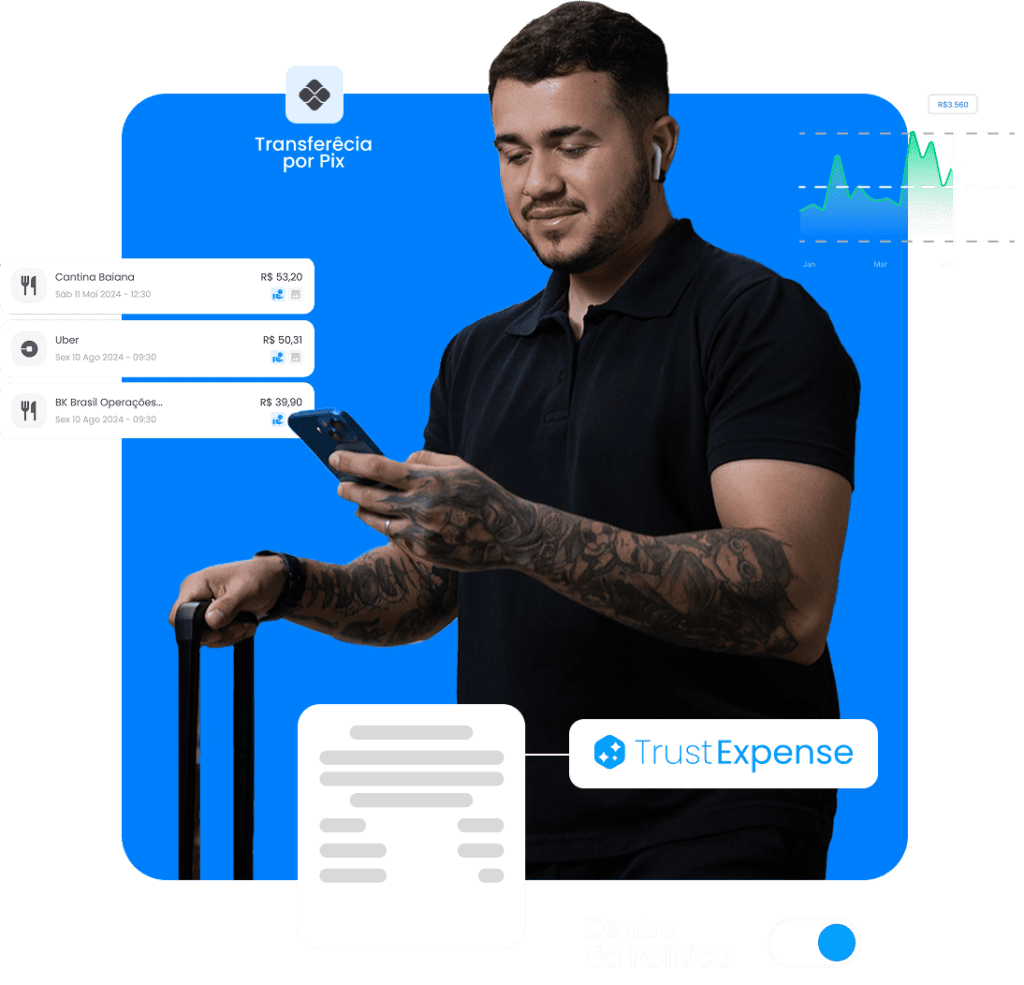 R$3.560
Transferêcia
por Pix
Jan
Mar
Cantina Baiana
R$ 53,20
Sáb 11 Mai 2024 - 12:30
Uber
R$ 50,31
Sex 10 Ago 2024 - 09:30
BK Brasil Operações...
R$ 39,90
Sex 10 Ago 2024 - 09:30
TrustExpense
Dentro
da Política